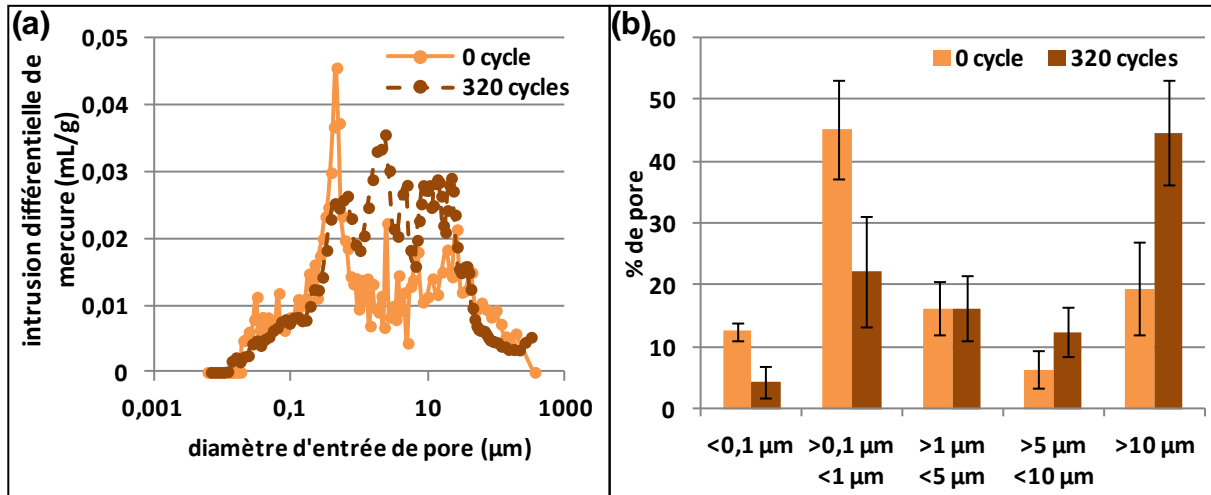 (a)
intrusion différentielle de
mercure (mL/g)
0,05
0,04
0,03
0,02
0,01
0
0 cycle
320 cycles
0,001
0,1
10
1000
diamètre d'entrée de pore (µm)
(b)
% de pore
60
50
40
30
20
10
0
0 cycle
320 cycles
<0,1 µm
>0,1 µm
<1 µm
>1 µm
<5 µm
>5 µm
<10 µm
>10 µm